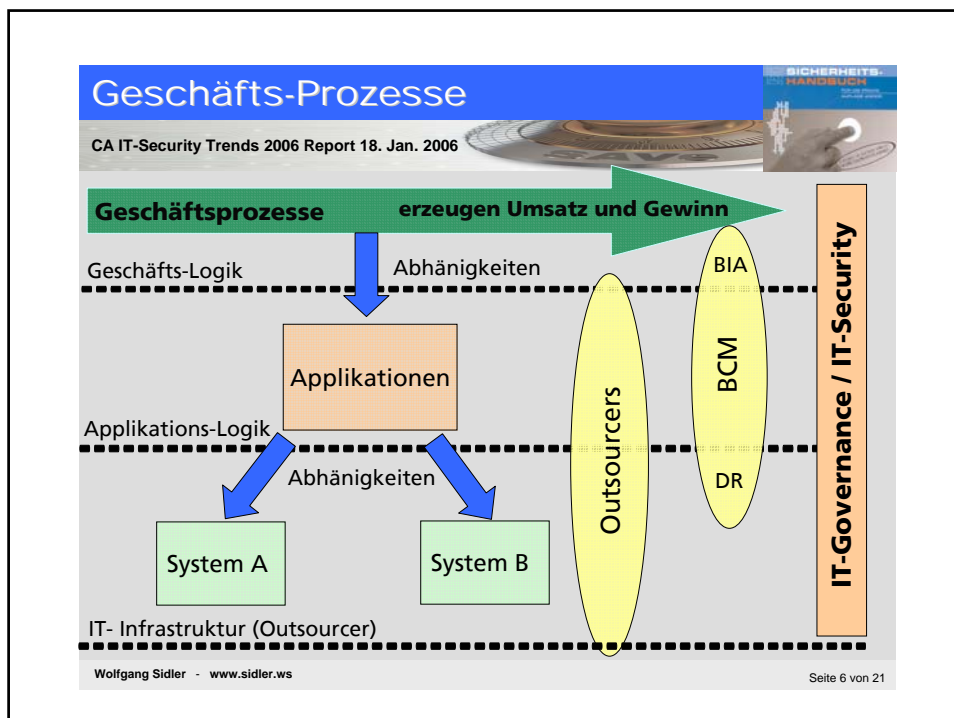 Geschäfts-Prozesse
SICHERHEITS-
HANDBUCH
CA IT-Security Trends 2006 Report 18. Jan. 2006
Geschäftsprozesse erzeugen Umsatz und Gewinn
Geschäfts-Logik
Abhänigkeiten
BIA
Applikationen
BCM
Outsourcers
IT-Governance / IT-Security
Applikations-Logik
Abhänigkeiten
DR
System A
System B
IT- Infrastruktur (Outsourcer)
Wolfgang Sidler - www.sidler.ws
Seite 6 von 21